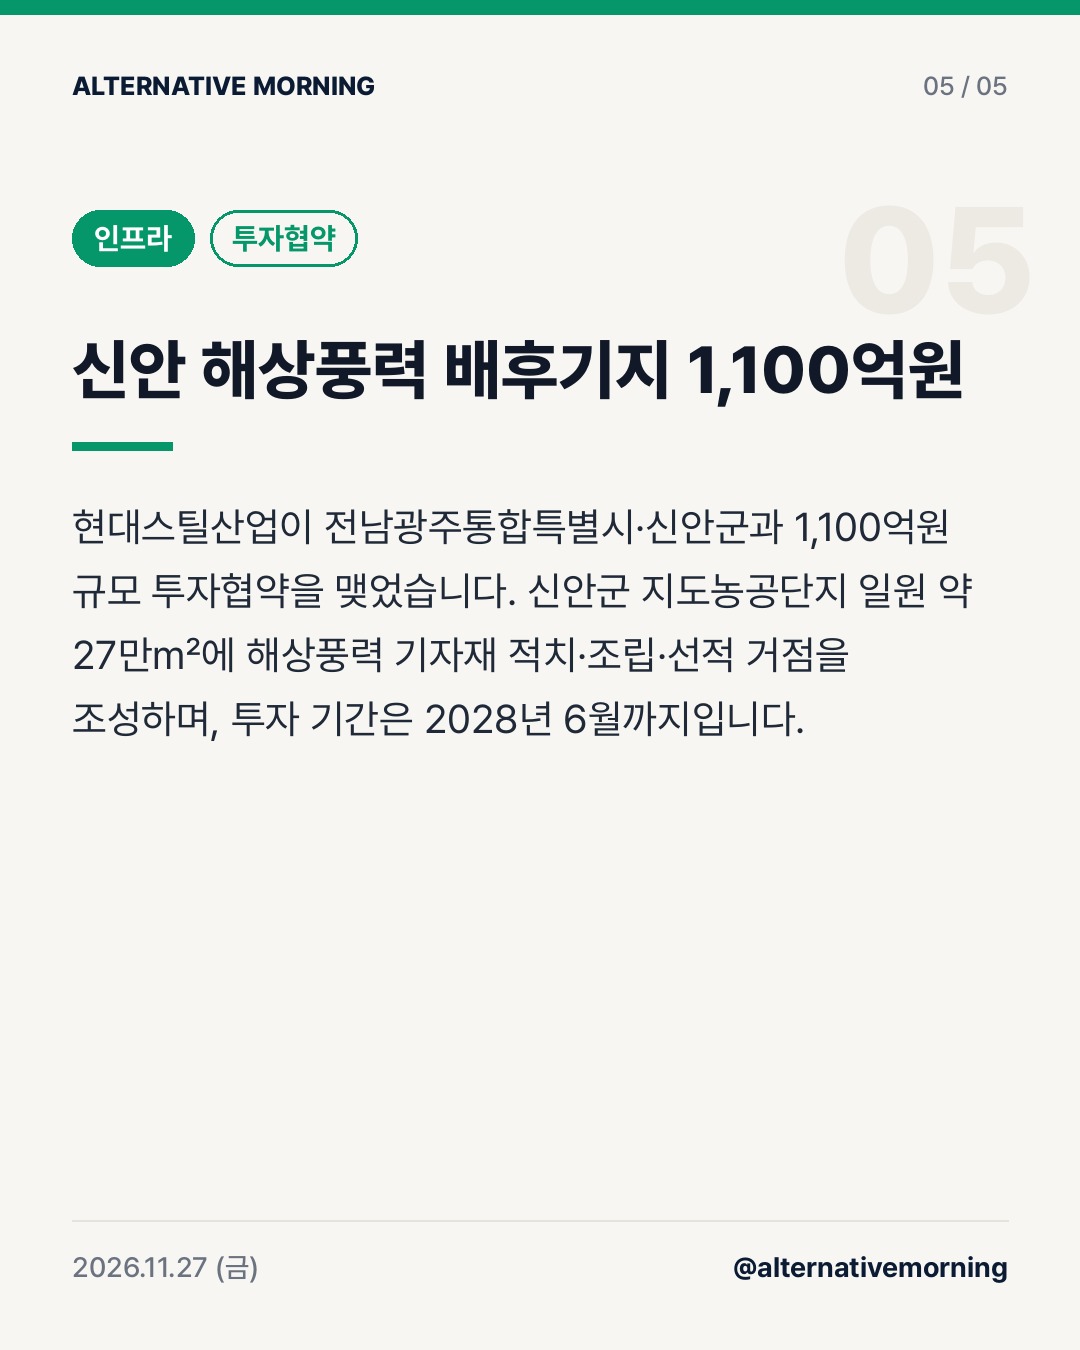 ALTERNATIVE MORNING
05 / 05
인프라
투자협약
05
신안 해상풍력 배후기지 1,100억원
현대스틸산업이 전남광주통합특별시·신안군과 1,100억원
규모 투자협약을 맺었습니다. 신안군 지도농공단지 일원 약
27만m²에 해상풍력 기자재 적치·조립·선적 거점을
조성하며, 투자 기간은 2028년 6월까지입니다.
2026.11.27 (금)
@alternativemorning